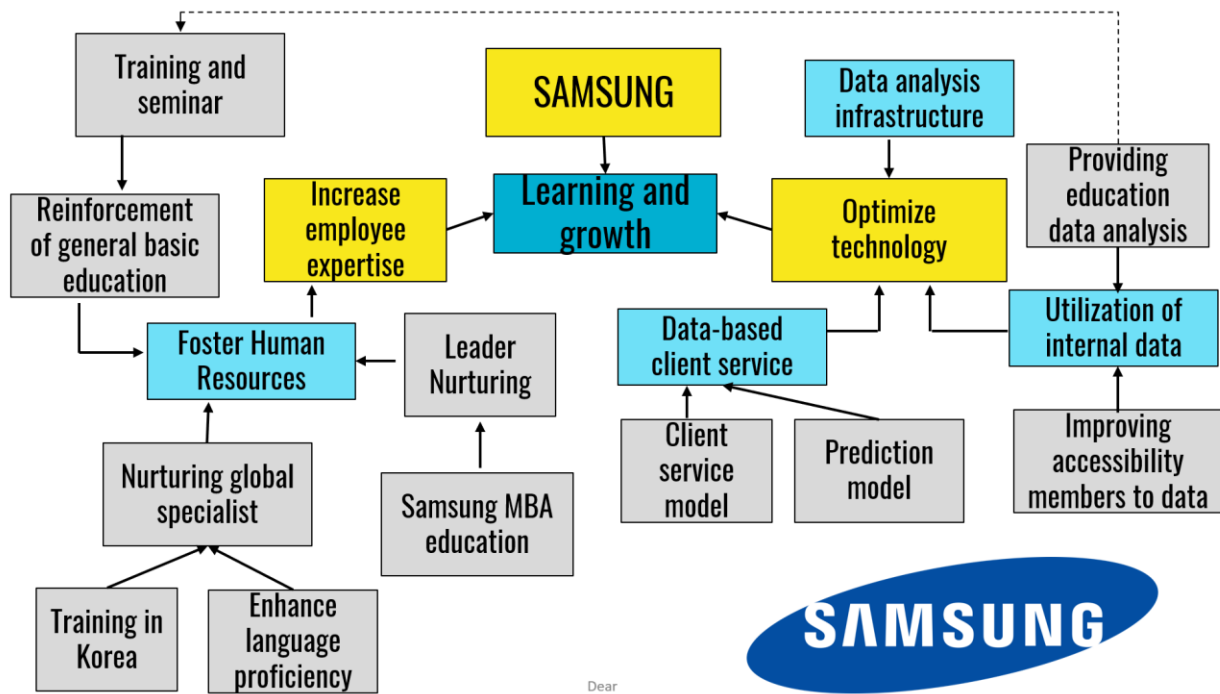 Training and
seminar
SAMSUNG
Data analysis
infrastructure
Providing
education
data analysis
Reinforcement
of general basic
education
Increase
employee
expertise
Learning and
growth
Optimize
technology
Foster Human
Resources
Leader
Nurturing
Data-based
client service
Utilization of
internal data
Nurturing global
specialist
Samsung MBA
education
Client
service
model
Prediction
model
Improving
accessibility
members to data
Training in
Korea
Enhance
language
proficiency
SAMSUNG
Dear